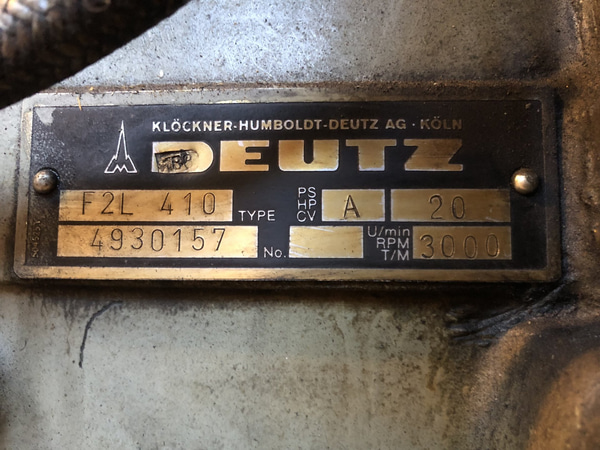 KLÖCKNER-HUMBOLDT-DEUTZ AG · KÖLN
DEUTZ
F2L 410 TYPE PS HP CV A 20
4930157 No. U/min RPM T/M 3000